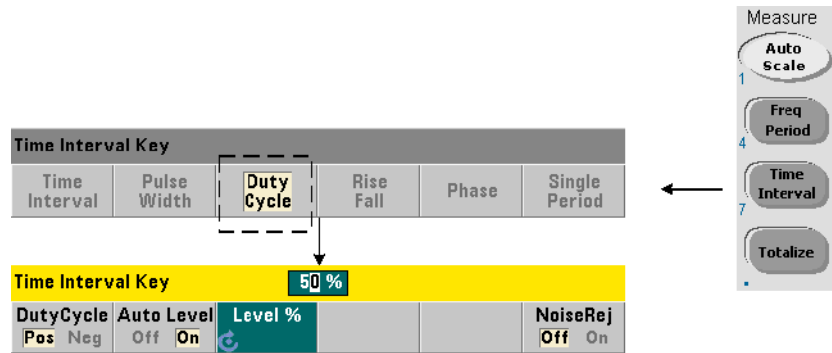 Measure
Auto
Scale
1
Freq
Period
4
Time
Interval
7
Totalize
.
Time Interval Key
Time Interval
Pulse Width
Duty Cycle
Rise Fall
Phase
Single Period
Time Interval Key 50 %
DutyCycle Auto Level Level % NoiseRej
Pos Neg Off On Off On